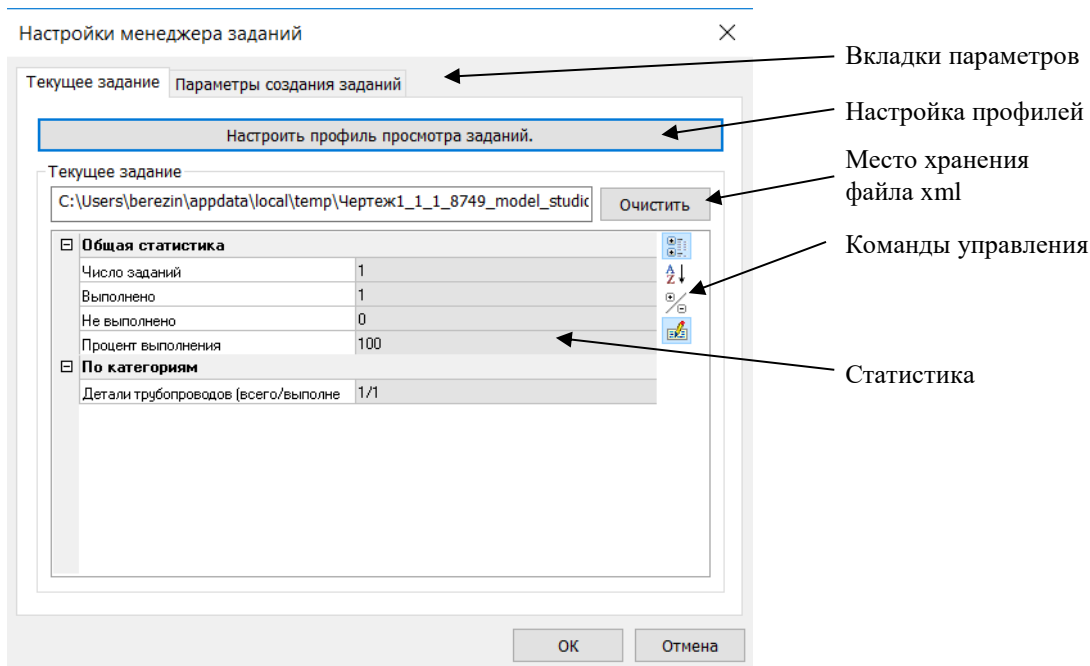 Настройки менеджера заданий
Текущее задание
Параметры создания заданий
Настроить профиль просмотра заданий.
Текущее задание
C:\Users\berezin\appdata\local\temp\Чертеж1_1_1_8749_model_studic
Очистить
Общая статистика
Число заданий 1
Выполнено 1
Не выполнено 0
Процент выполнения 100
По категориям
Детали трубопроводов (всего/выполне 1/1
ОК
Отмена
Вкладки параметров
Настройка профилей
Место хранения
файла xml
Команды управления
Статистика